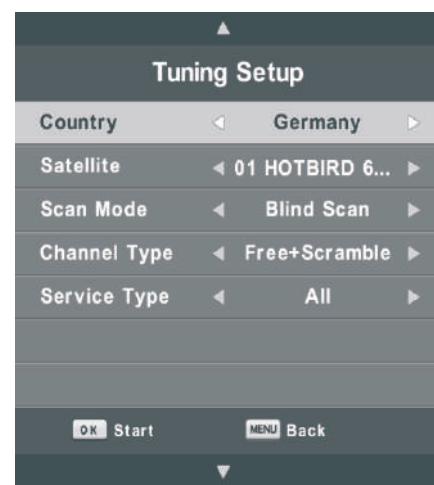 Tuning Setup
Country Germany
Satellite 01 HOTBIRD 6...
Scan Mode Blind Scan
Channel Type Free+Scramble
Service Type All
OK Start MENU Back